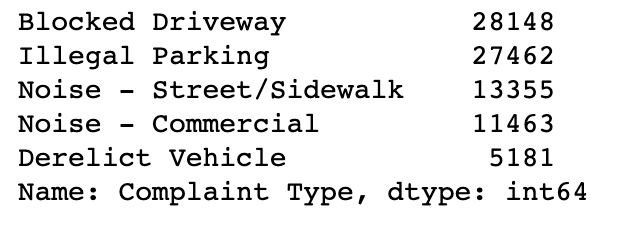 Blocked Driveway 28148
Illegal Parking 27462
Noise - Street/Sidewalk 13355
Noise - Commercial 11463
Derelict Vehicle 5181
Name: Complaint Type, dtype: int64